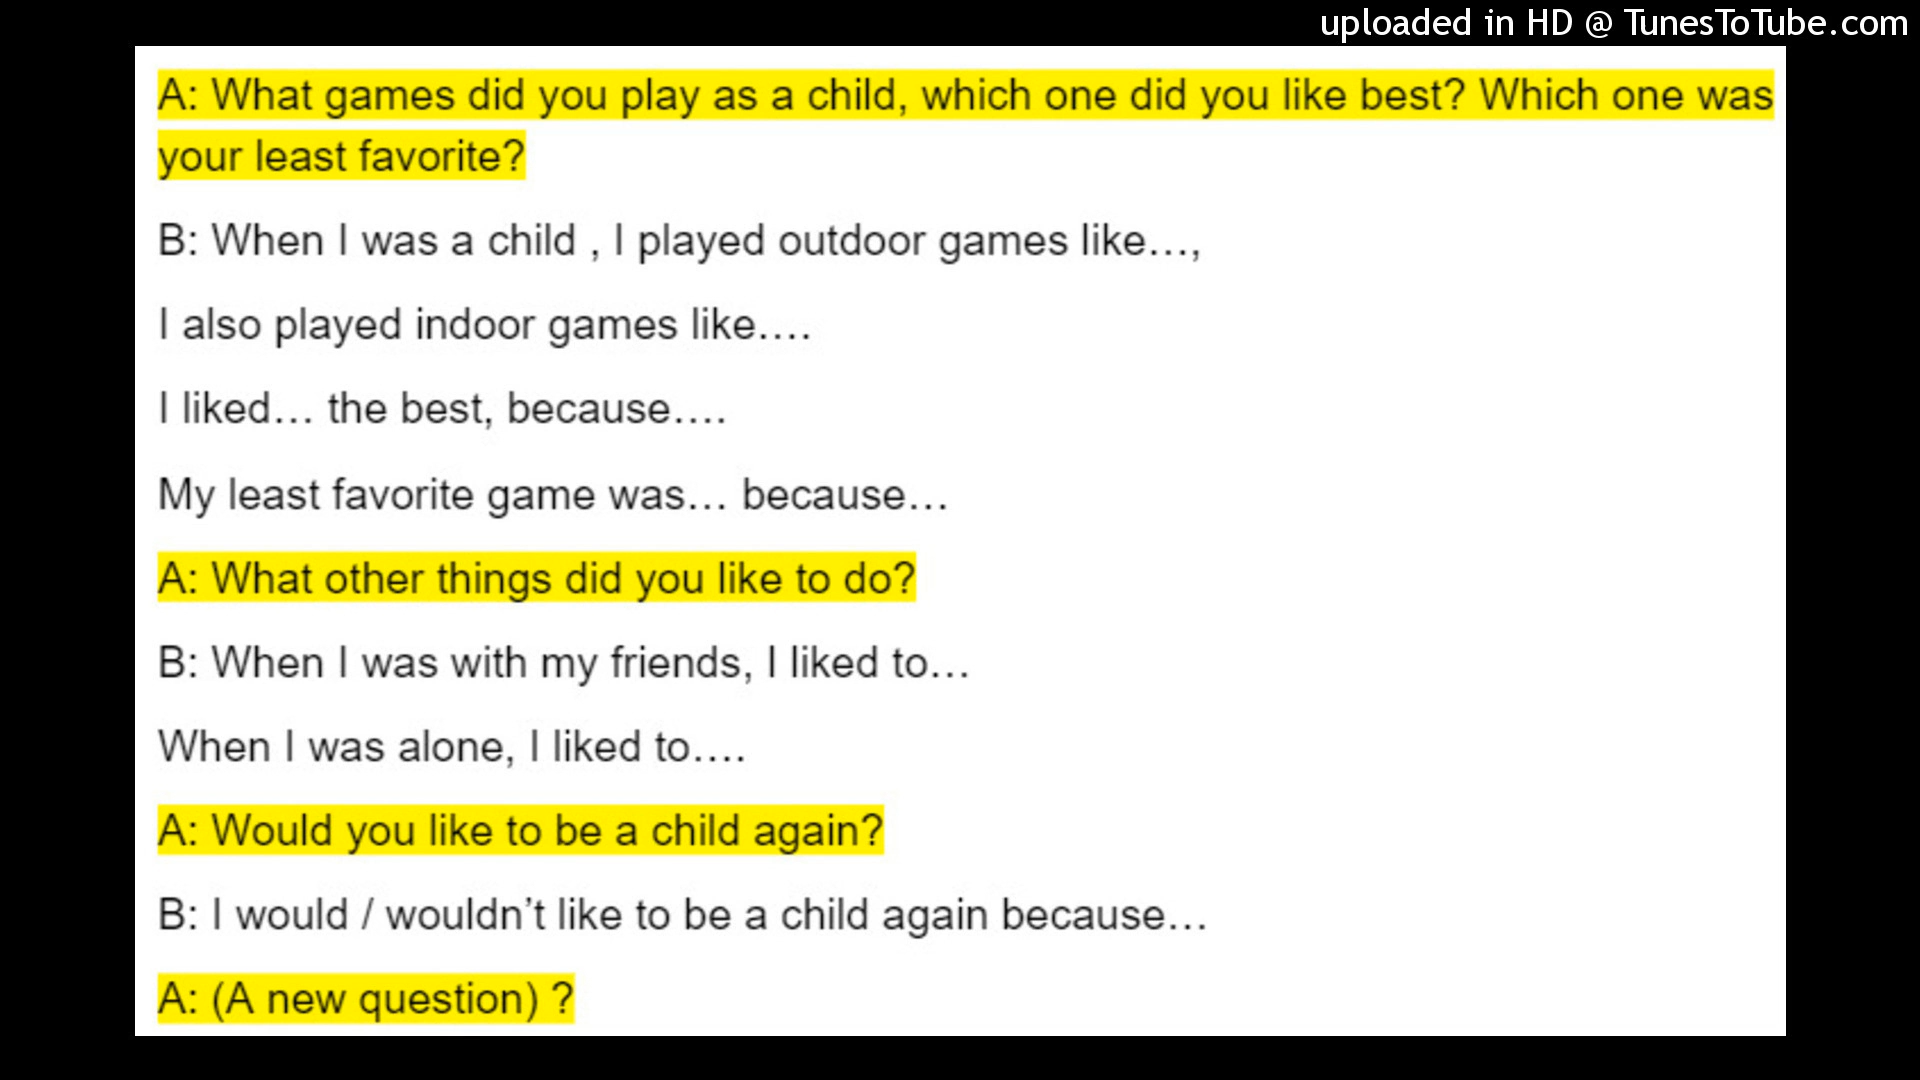 uploaded in HD @ TunesToTube.com
A: What games did you play as a child, which one did you like best? Which one was
your least favorite?
B: When I was a child , I played outdoor games like…,
I also played indoor games like….
I liked… the best, because….
My least favorite game was… because…
A: What other things did you like to do?
B: When I was with my friends, I liked to…
When I was alone, I liked to….
A: Would you like to be a child again?
B: I would / wouldn’t like to be a child again because…
A: (A new question) ?